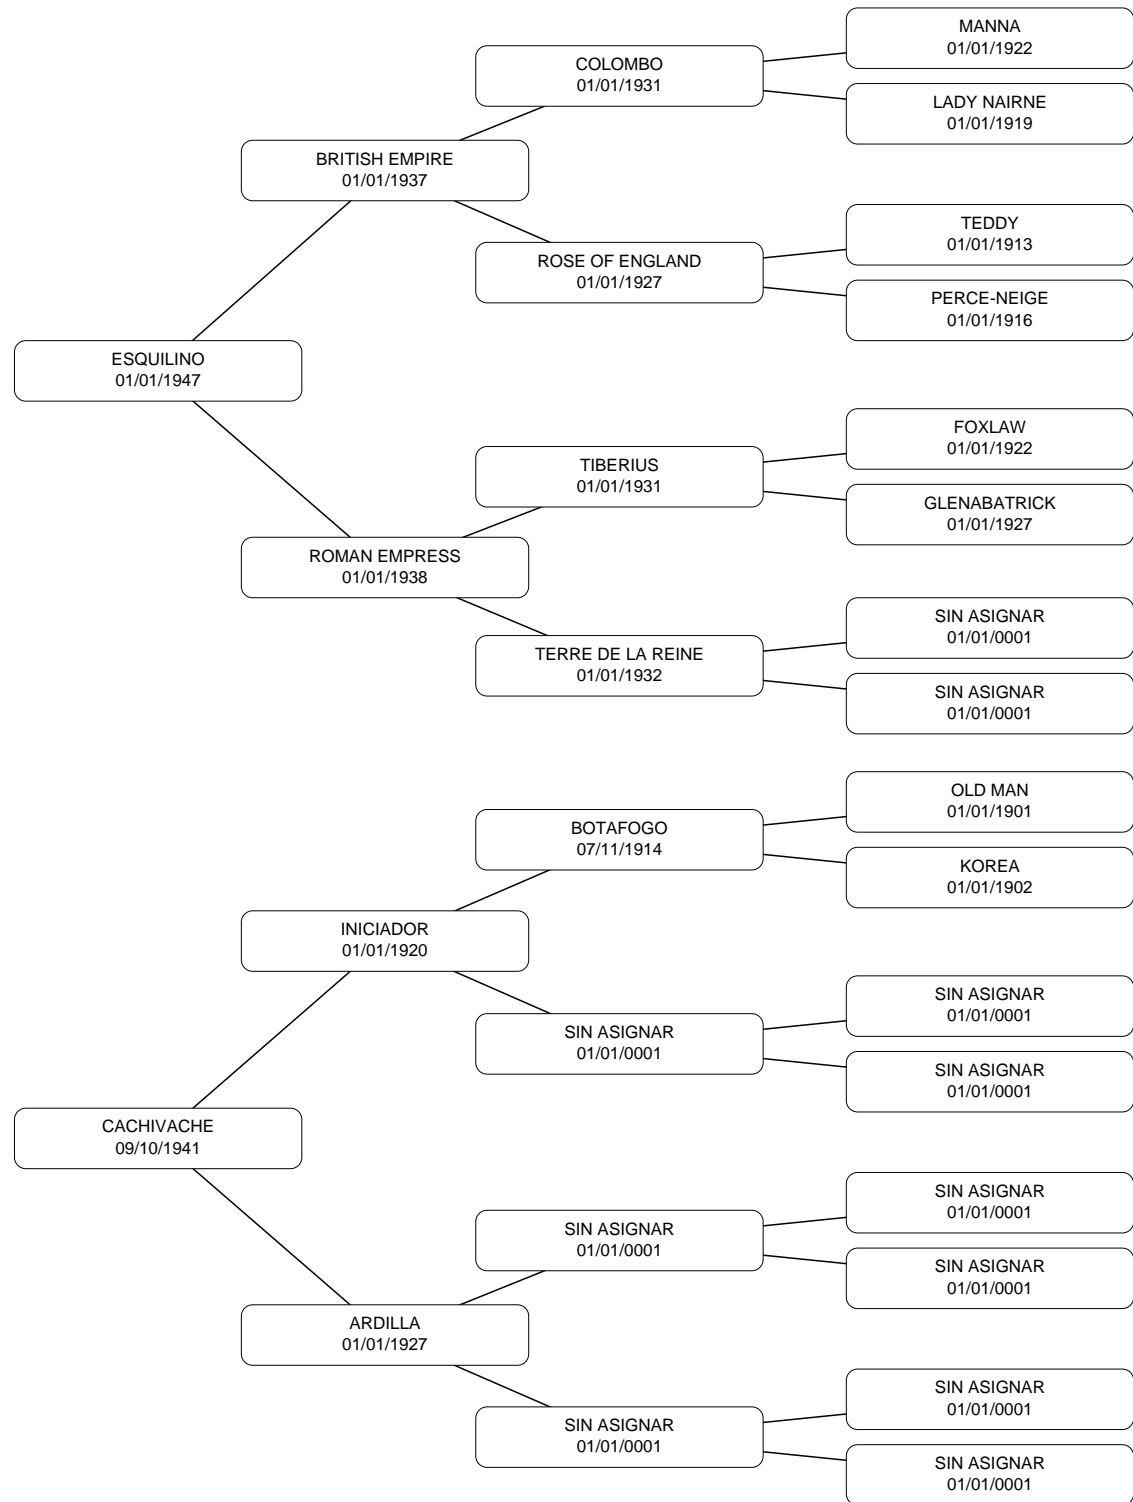 MANNA
01/01/1922
COLOMBO
01/01/1931
LADY NAIRNE
01/01/1919
BRITISH EMPIRE
01/01/1937
TEDDY
01/01/1913
ROSE OF ENGLAND
01/01/1927
PERCE-NEIGE
01/01/1916
ESQUILINO
01/01/1947
FOXLAW
01/01/1922
TIBERIUS
01/01/1931
GLENABATRICK
01/01/1927
ROMAN EMPRESS
01/01/1938
SIN ASIGNAR
01/01/0001
TERRE DE LA REINE
01/01/1932
SIN ASIGNAR
01/01/0001
OLD MAN
01/01/1901
BOTAFOGO
07/11/1914
KOREA
01/01/1902
INICIADOR
01/01/1920
SIN ASIGNAR
01/01/0001
SIN ASIGNAR
01/01/0001
SIN ASIGNAR
01/01/0001
CACHIVACHE
09/10/1941
SIN ASIGNAR
01/01/0001
SIN ASIGNAR
01/01/0001
SIN ASIGNAR
01/01/0001
ARDILLA
01/01/1927
SIN ASIGNAR
01/01/0001
SIN ASIGNAR
01/01/0001
SIN ASIGNAR
01/01/0001